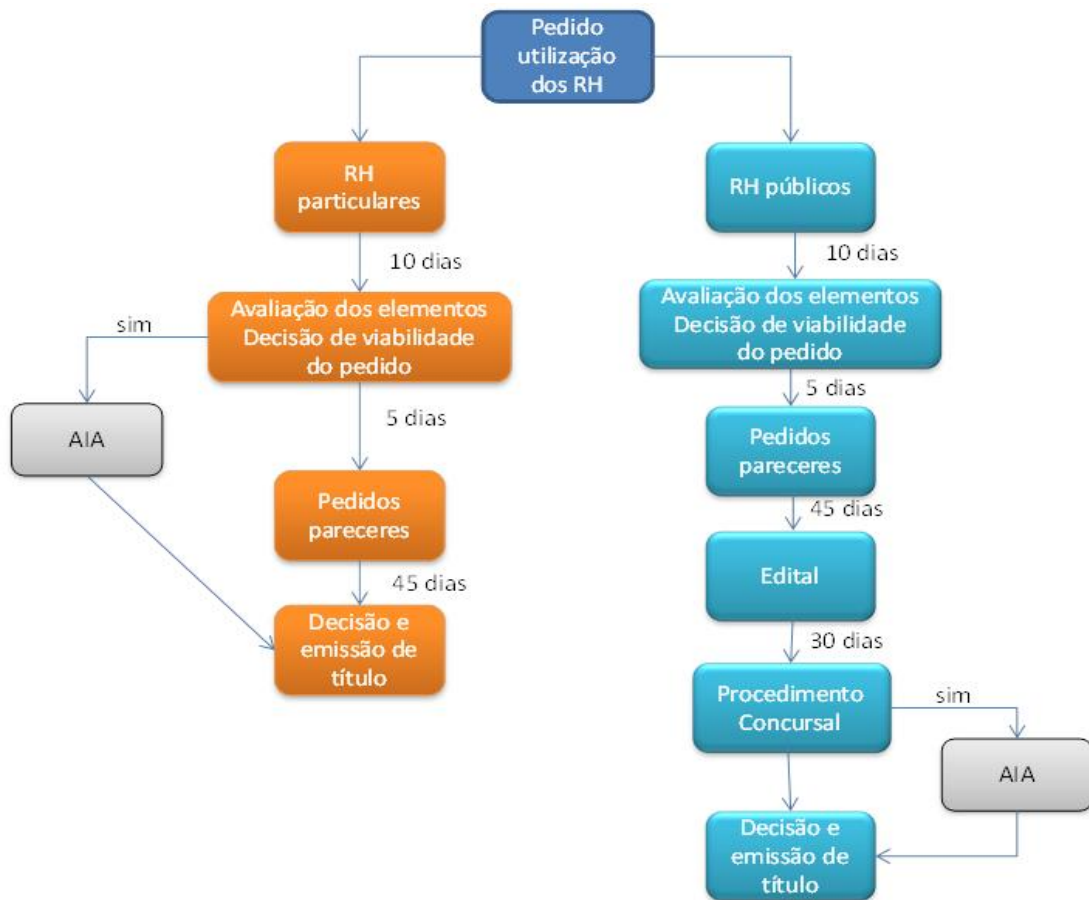 Pedido
utilização
dos RH
RH
particulares
10 dias
Avaliação dos elementos
Decisão de viabilidade
do pedido
sim
AIA
5 dias
Pedidos
pareceres
45 dias
Decisão e
emissão de
título
RH públicos
10 dias
Avaliação dos elementos
Decisão de viabilidade
do pedido
5 dias
Pedidos
pareceres
45 dias
Edital
30 dias
Procedimento
Concursal
sim
AIA
Decisão e
emissão de
título